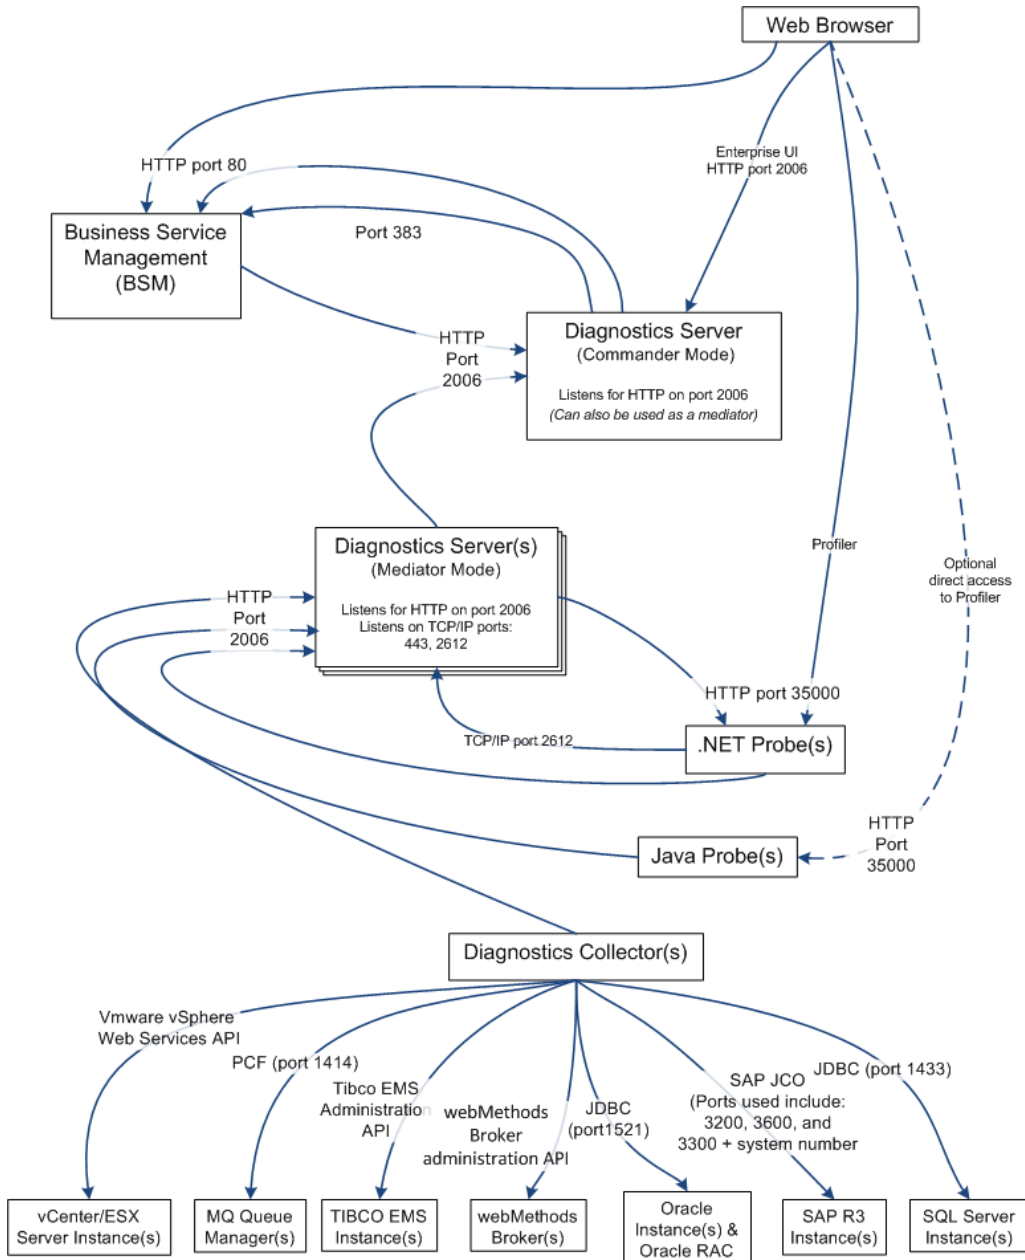 Web Browser
HTTP port 80
Enterprise UI
HTTP port 2006
Business Service
Management
(BSM)
Port 383
HTTP
Port
2006
Diagnostics Server
(Commander Mode)
Listens for HTTP on port 2006
(Can also be used as a mediator)
Diagnostics Server(s)
(Mediator Mode)
Listens for HTTP on port 2006
Listens on TCP/IP ports:
443, 2612
HTTP
Port
2006
Profiler
Optional
direct access
to Profiler
HTTP port 35000
TCP/IP port 2612
.NET Probe(s)
HTTP
Port
35000
Java Probe(s)
Diagnostics Collector(s)
Vmware vSphere
Web Services API
PCF (port 1414)
Tibco EMS
Administration
API
webMethods
Broker
administration API
JDBC
(port1521)
SAP JCO
(Ports used include:
3200, 3600, and
3300 + system number
JDBC (port 1433)
vCenter/ESX
Server Instance(s)
MQ Queue
Manager(s)
TIBCO EMS
Instance(s)
webMethods
Broker(s)
Oracle
Instance(s) &
Oracle RAC
SAP R3
Instance(s)
SQL Server
Instance(s)